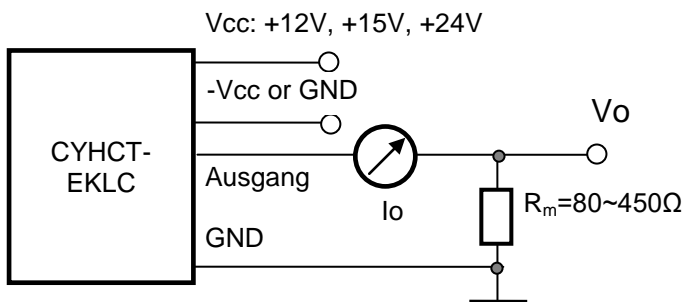 Vcc: +12V, +15V, +24V
-Vcc or GND
Vo
CYHCT-
EKLC
Ausgang
Io
Rm=80~450Ω
GND